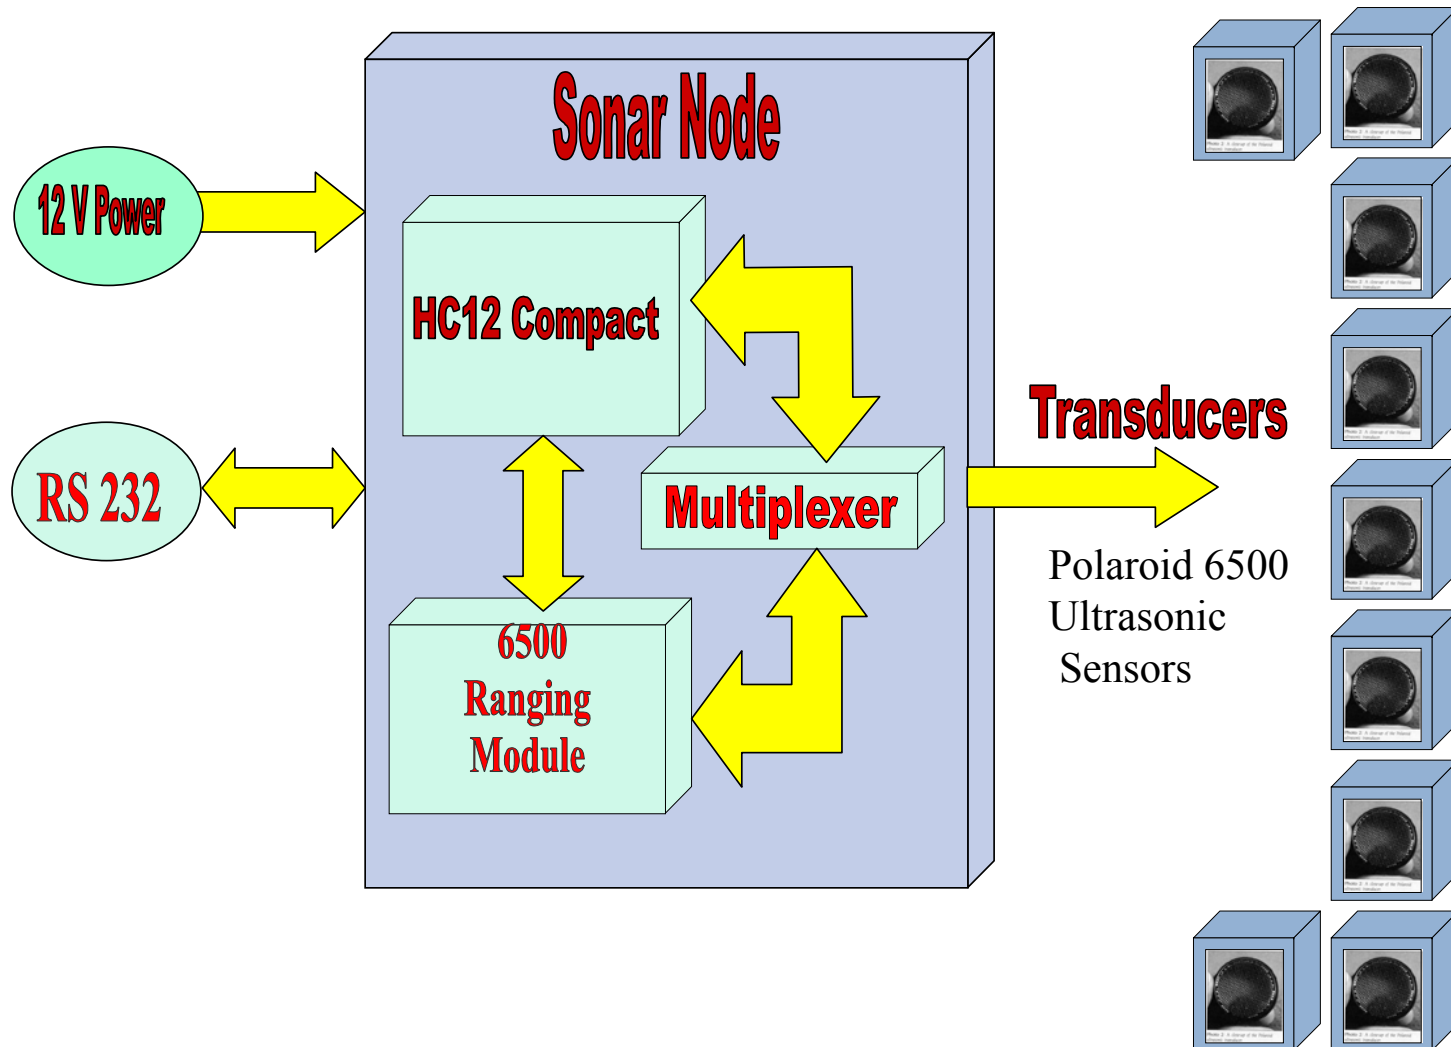 Sonar Node
12 V Power
HC12 Compact
RS 232
Transducers
Multiplexer
Polaroid 6500
Ultrasonic
Sensors
6500
Ranging
Module